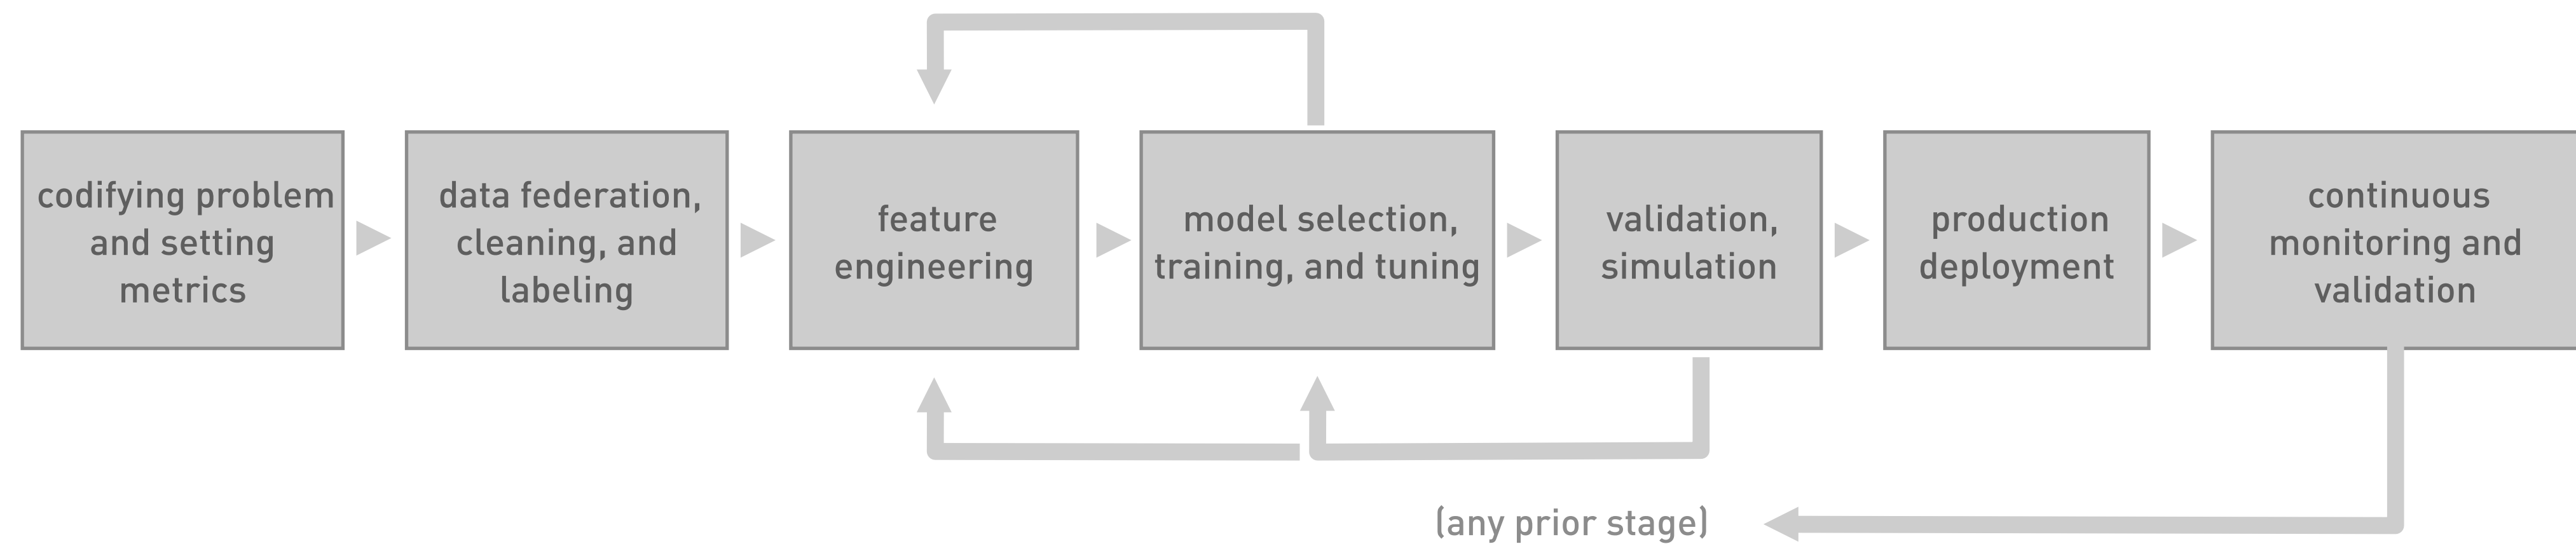 codifying problem
and setting
metrics
data federation,
cleaning, and
labeling
feature
engineering
model selection,
training, and tuning
validation,
simulation
production
deployment
continuous
monitoring and
validation
(any prior stage)